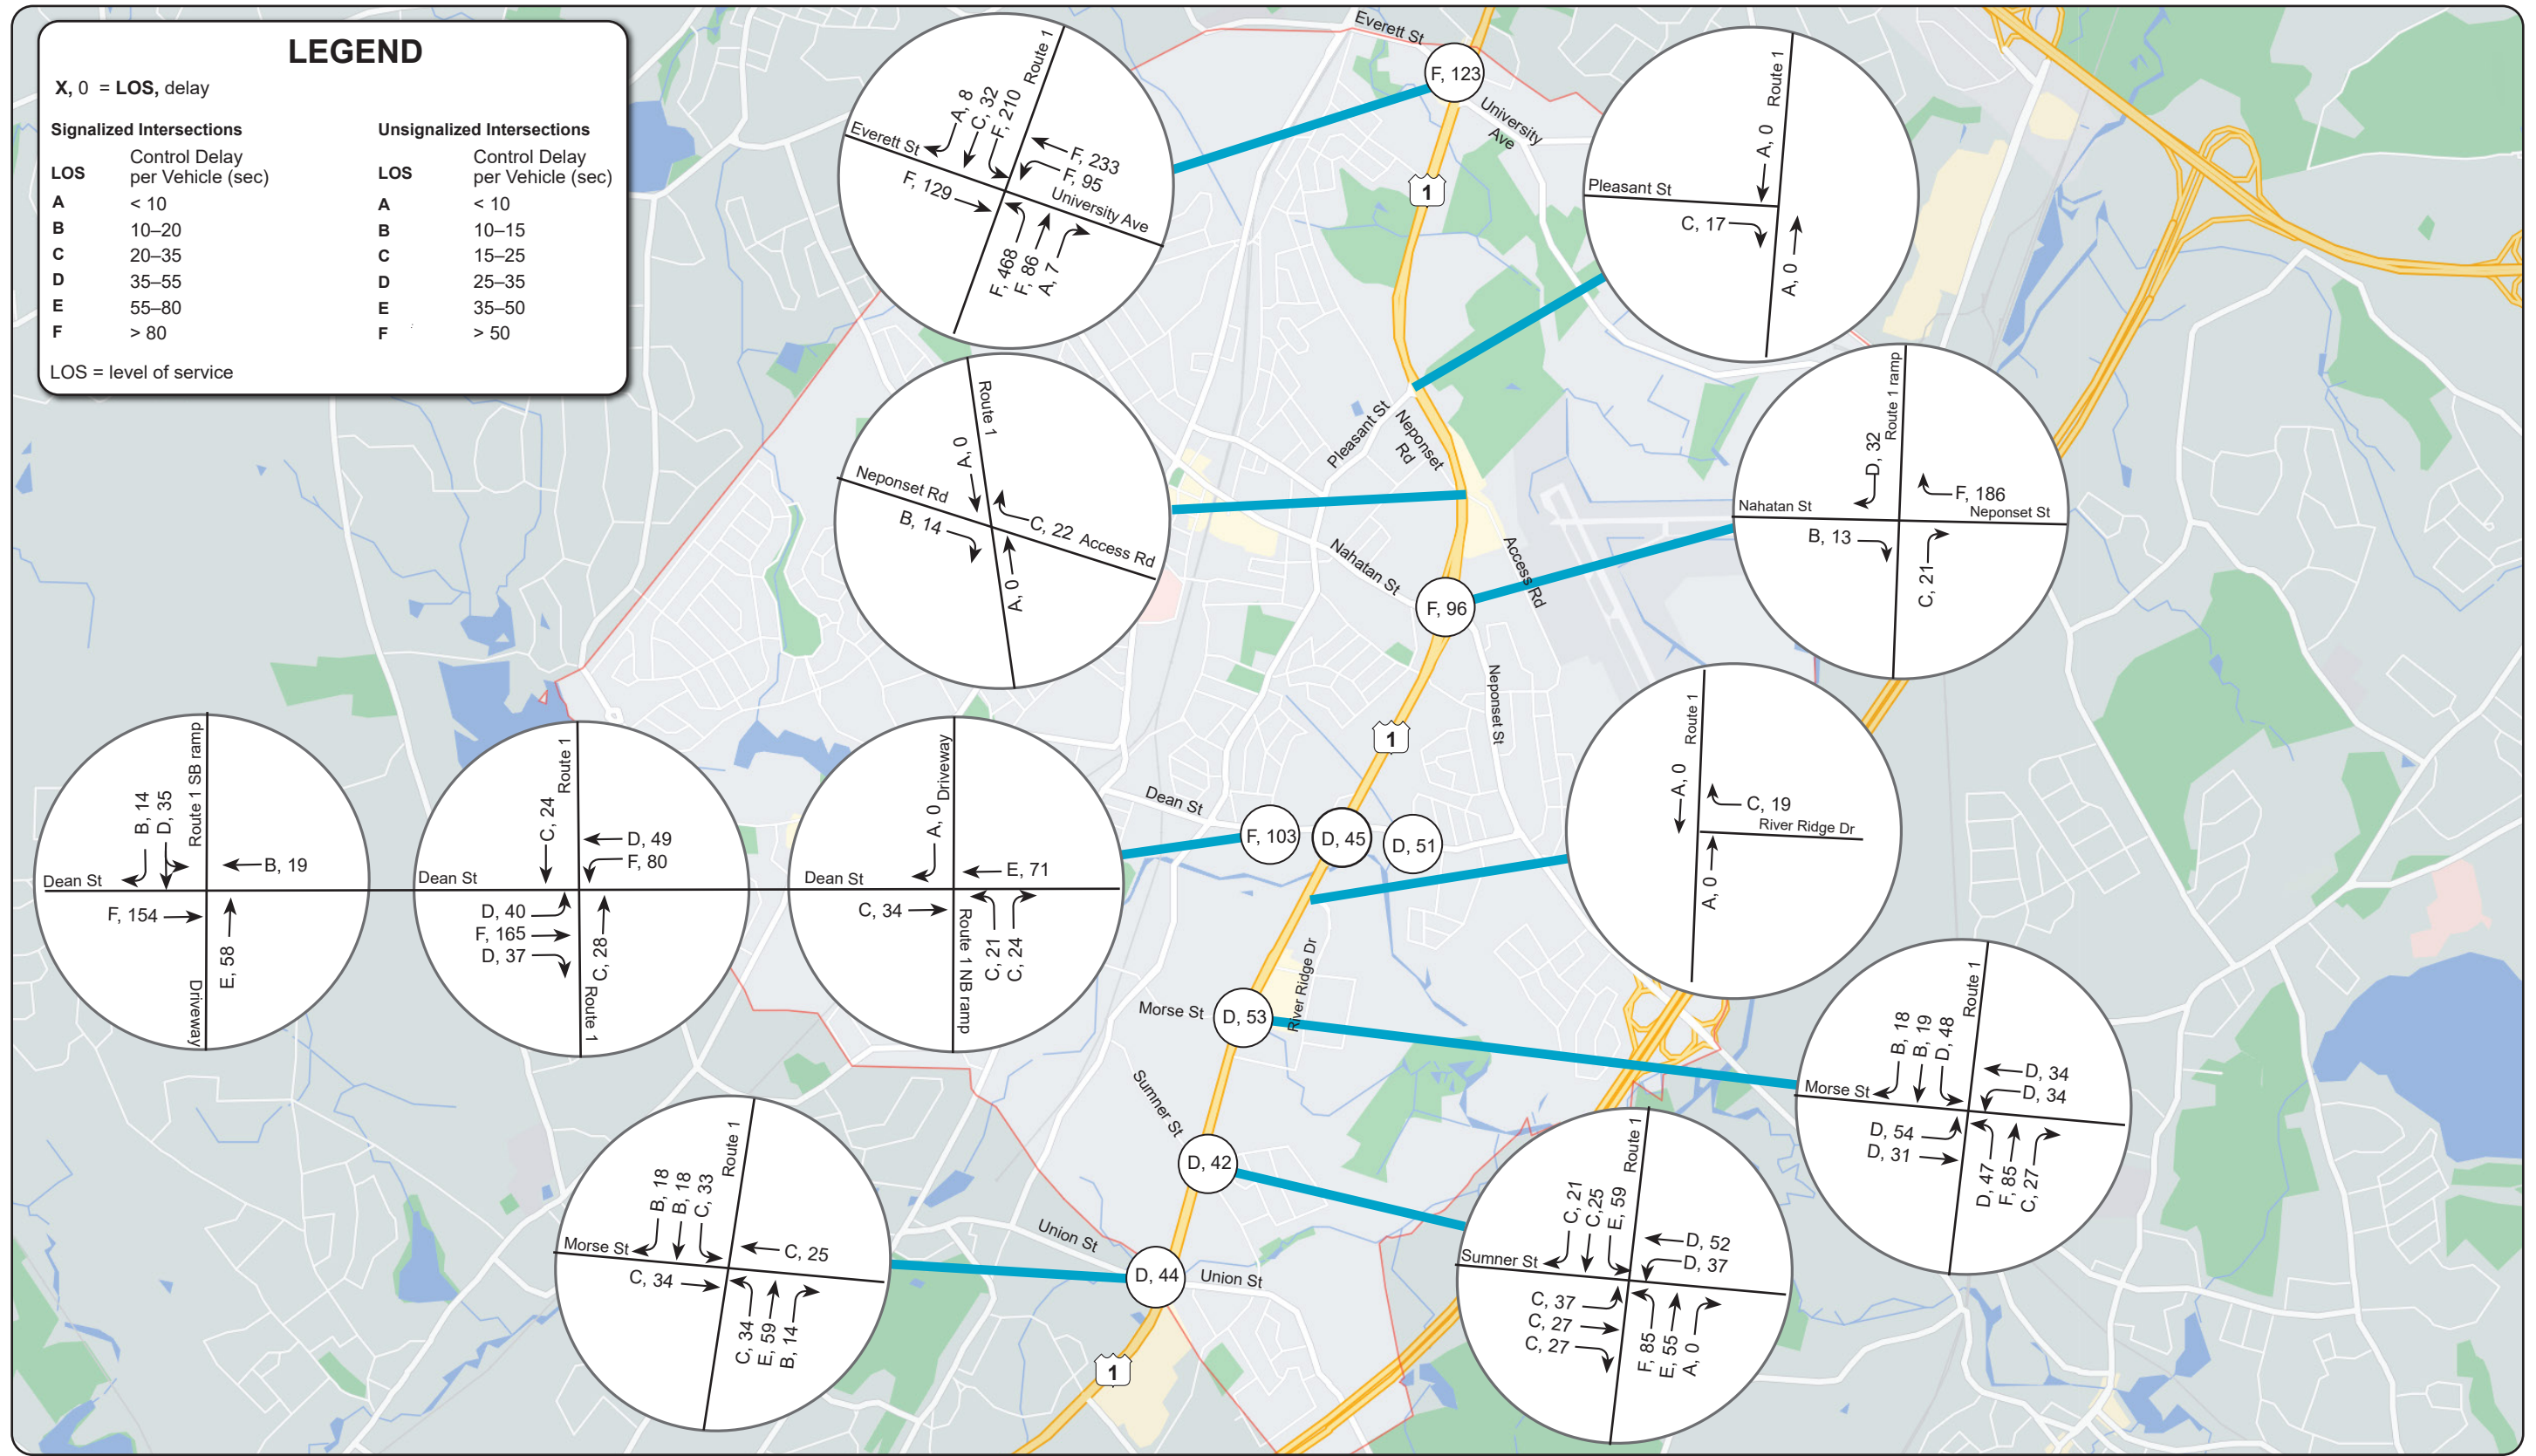 LEGEND
X, 0 = LOS, delay
Signalized Intersections
LOS Control Delay per Vehicle (sec)
A < 10
B 10–20
C 20–35
D 35–55
E 55–80
F > 80
Unsignalized Intersections
LOS Control Delay per Vehicle (sec)
A < 10
B 10–15
C 15–25
D 25–35
E 35–50
F > 50
LOS = level of service
Route 1
A, 8
C, 32
F, 210
Everett St
F, 233
F, 95
F, 129
University Ave
F, 468
F, 86
A, 7
Everett St
F, 123
University
Ave
1
Route 1
A, 0
Pleasant St
C, 17
A, 0
Route 1
A, 0
Neponset Rd
B, 14
C, 22
Access Rd
A, 0
Pleasant St
Neponset
Rd
Nahatan St
Access Rd
F, 96
Neponset St
Route 1 ramp
D, 32
F, 186
Nahatan St
Neponset St
B, 13
C, 21
1
Route 1 SB ramp
B, 14
D, 35
B, 19
Dean St
F, 154
E, 58
Driveway
Route 1
C, 24
D, 49
F, 80
Dean St
D, 40
F, 165
D, 37
C, 28
Route 1
Driveway
A, 0
E, 71
Dean St
C, 34
Route 1 NB ramp
C, 21
C, 24
Dean St
F, 103
D, 45
D, 51
Route 1
A, 0
C, 19
River Ridge Dr
A, 0
River Ridge Dr
Morse St
D, 53
Route 1
B, 18
B, 19
D, 48
D, 34
D, 34
Morse St
D, 54
D, 31
D, 47
F, 85
C, 27
Sumner St
D, 42
Route 1
C, 21
C,25
E, 59
D, 52
D, 37
Sumner St
C, 37
C, 27
C, 27
F, 85
E, 55
A, 0
Route 1
B, 18
B, 18
C, 33
C, 25
Morse St
C, 34
C, 34
E, 59
B, 14
Union St
D, 44
Union St
1